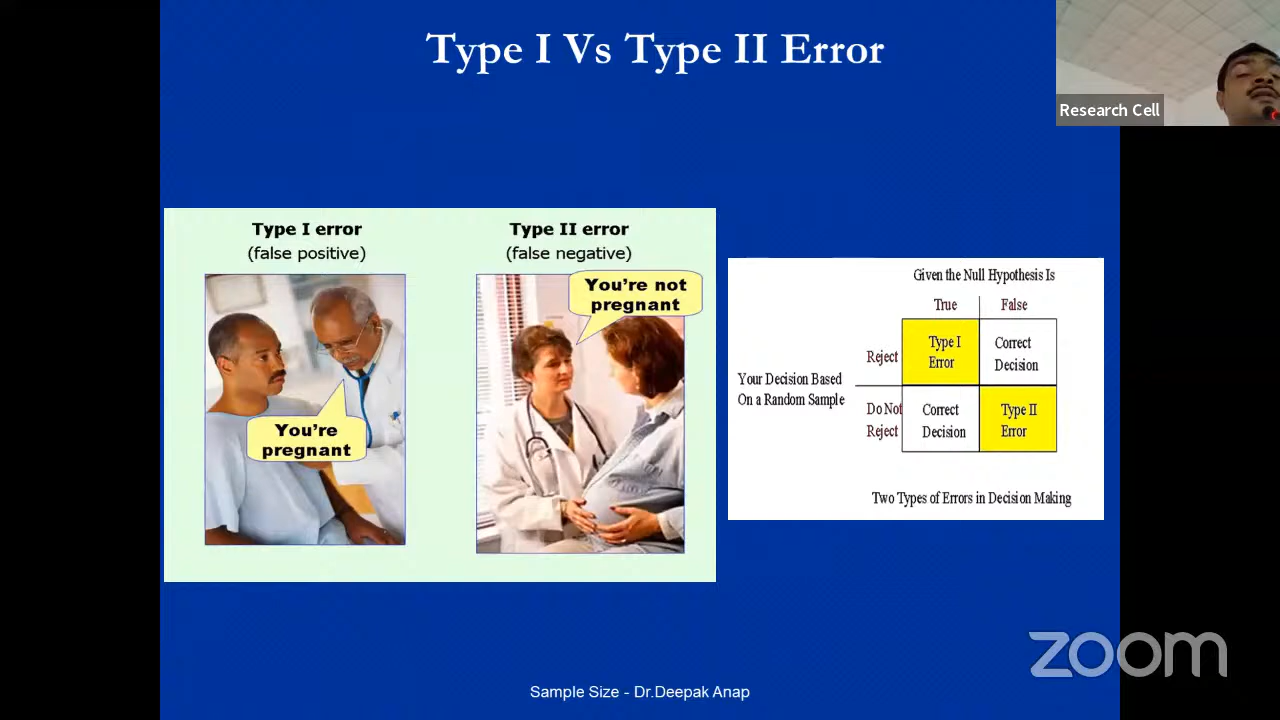 Type I Vs Type II Error
Research Cell
Type I error
(false positive)
You're
pregnant
Type II error
(false negative)
You're not
pregnant
Given the Null Hypothesis Is
True
False
Your Decision Based
On a Random Sample
Reject
Type I
Error
Correct
Decision
Do Not
Reject
Correct
Decision
Type II
Error
Two Types of Errors in Decision Making
zoom
Sample Size - Dr.Deepak Anap